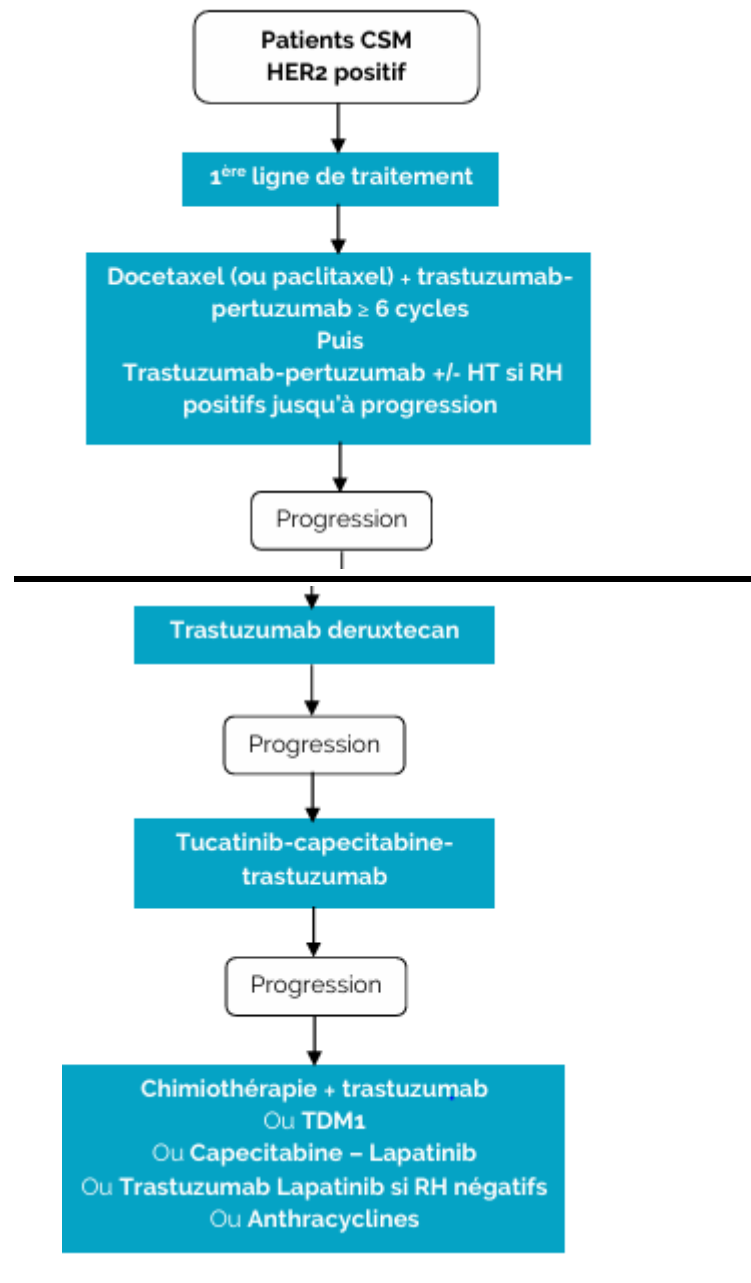 Patients CSM
HER2 positif
1ère ligne de traitement
Docetaxel (ou paclitaxel) + trastuzumab-
pertuzumab ≥ 6 cycles
Puis
Trastuzumab-pertuzumab +/- HT si RH
positifs jusqu'à progression
Progression
Trastuzumab deruxtecan
Progression
Tucatinib-capecitabine-
trastuzumab
Progression
Chimiothérapie + trastuzumab
Ou TDM1
Ou Capecitabine – Lapatinib
Ou Trastuzumab Lapatinib si RH négatifs
Ou Anthracyclines